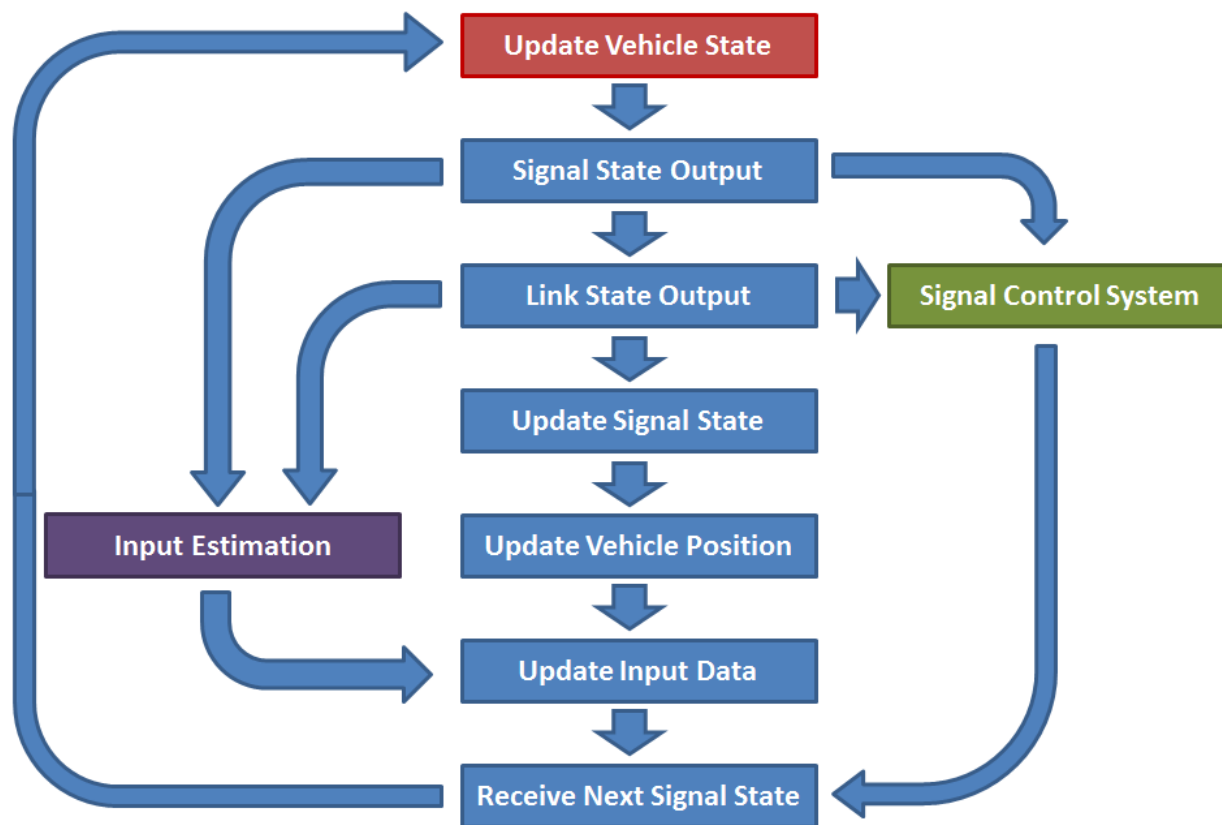 Update Vehicle State
Signal State Output
Link State Output
Signal Control System
Update Signal State
Input Estimation
Update Vehicle Position
Update Input Data
Receive Next Signal State